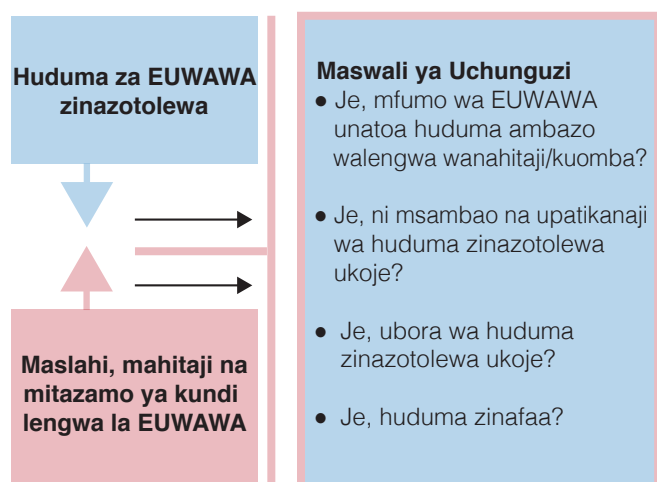 Huduma za EUWAWA
zinazotolewa
Maslahi, mahitaji na
mitazamo ya kundi
lengwa la EUWAWA
Maswali ya Uchunguzi
● Je, mfumo wa EUWAWA
unatoa huduma ambazo
walengwa wanahitaji/kuomba?
● Je, ni msambao na upatikanaji
wa huduma zinazotolewa
ukoje?
● Je, ubora wa huduma
zinazotolewa ukoje?
● Je, huduma zinafaa?